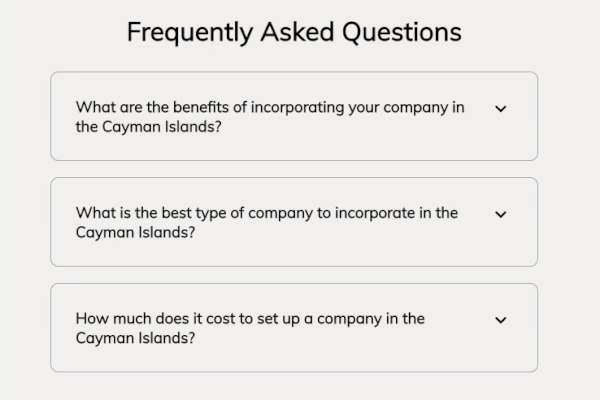 Frequently Asked Questions
What are the benefits of incorporating your company in
the Cayman Islands?
What is the best type of company to incorporate in the
Cayman Islands?
How much does it cost to set up a company in the
Cayman Islands?